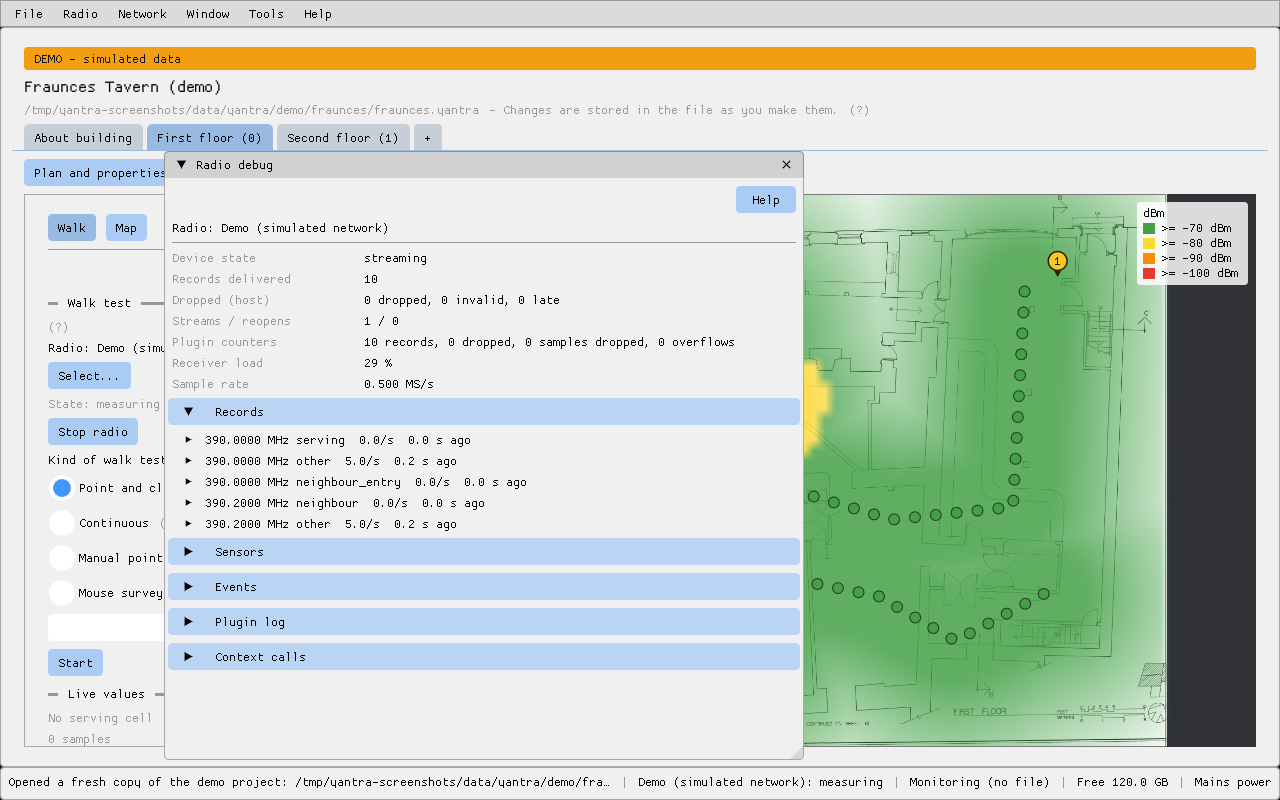 File Radio Network Window Tools Help
DEMO - simulated data
Fraunces Tavern (demo)
/tmp/yantra-screenshots/data/yantra/demo/fraunces/fraunces.yantra - Changes are stored in the file as you make them. (?)
About building First floor (0) Second floor (1) +
Plan and properties
Walk Map
Walk test
(?)
Radio: Demo (simu
Select...
State: measuring
Stop radio
Kind of walk test
Point and cl
Continuous (
Manual point
Mouse survey
Start
Live values
No serving cell
0 samples
Radio debug
Help
Radio: Demo (simulated network)
Device state streaming
Records delivered 10
Dropped (host) 0 dropped, 0 invalid, 0 late
Streams / reopens 1 / 0
Plugin counters 10 records, 0 dropped, 0 samples dropped, 0 overflows
Receiver load 29 %
Sample rate 0.500 MS/s
Records
390.0000 MHz serving 0.0/s 0.0 s ago
390.0000 MHz other 5.0/s 0.2 s ago
390.0000 MHz neighbour_entry 0.0/s 0.0 s ago
390.2000 MHz neighbour 0.0/s 0.0 s ago
390.2000 MHz other 5.0/s 0.2 s ago
Sensors
Events
Plugin log
Context calls
dBm
>= -70 dBm
>= -80 dBm
>= -90 dBm
>= -100 dBm
1
FIRST FLOOR
Opened a fresh copy of the demo project: /tmp/yantra-screenshots/data/yantra/demo/fra… | Demo (simulated network): measuring | Monitoring (no file) | Free 120.0 GB | Mains power